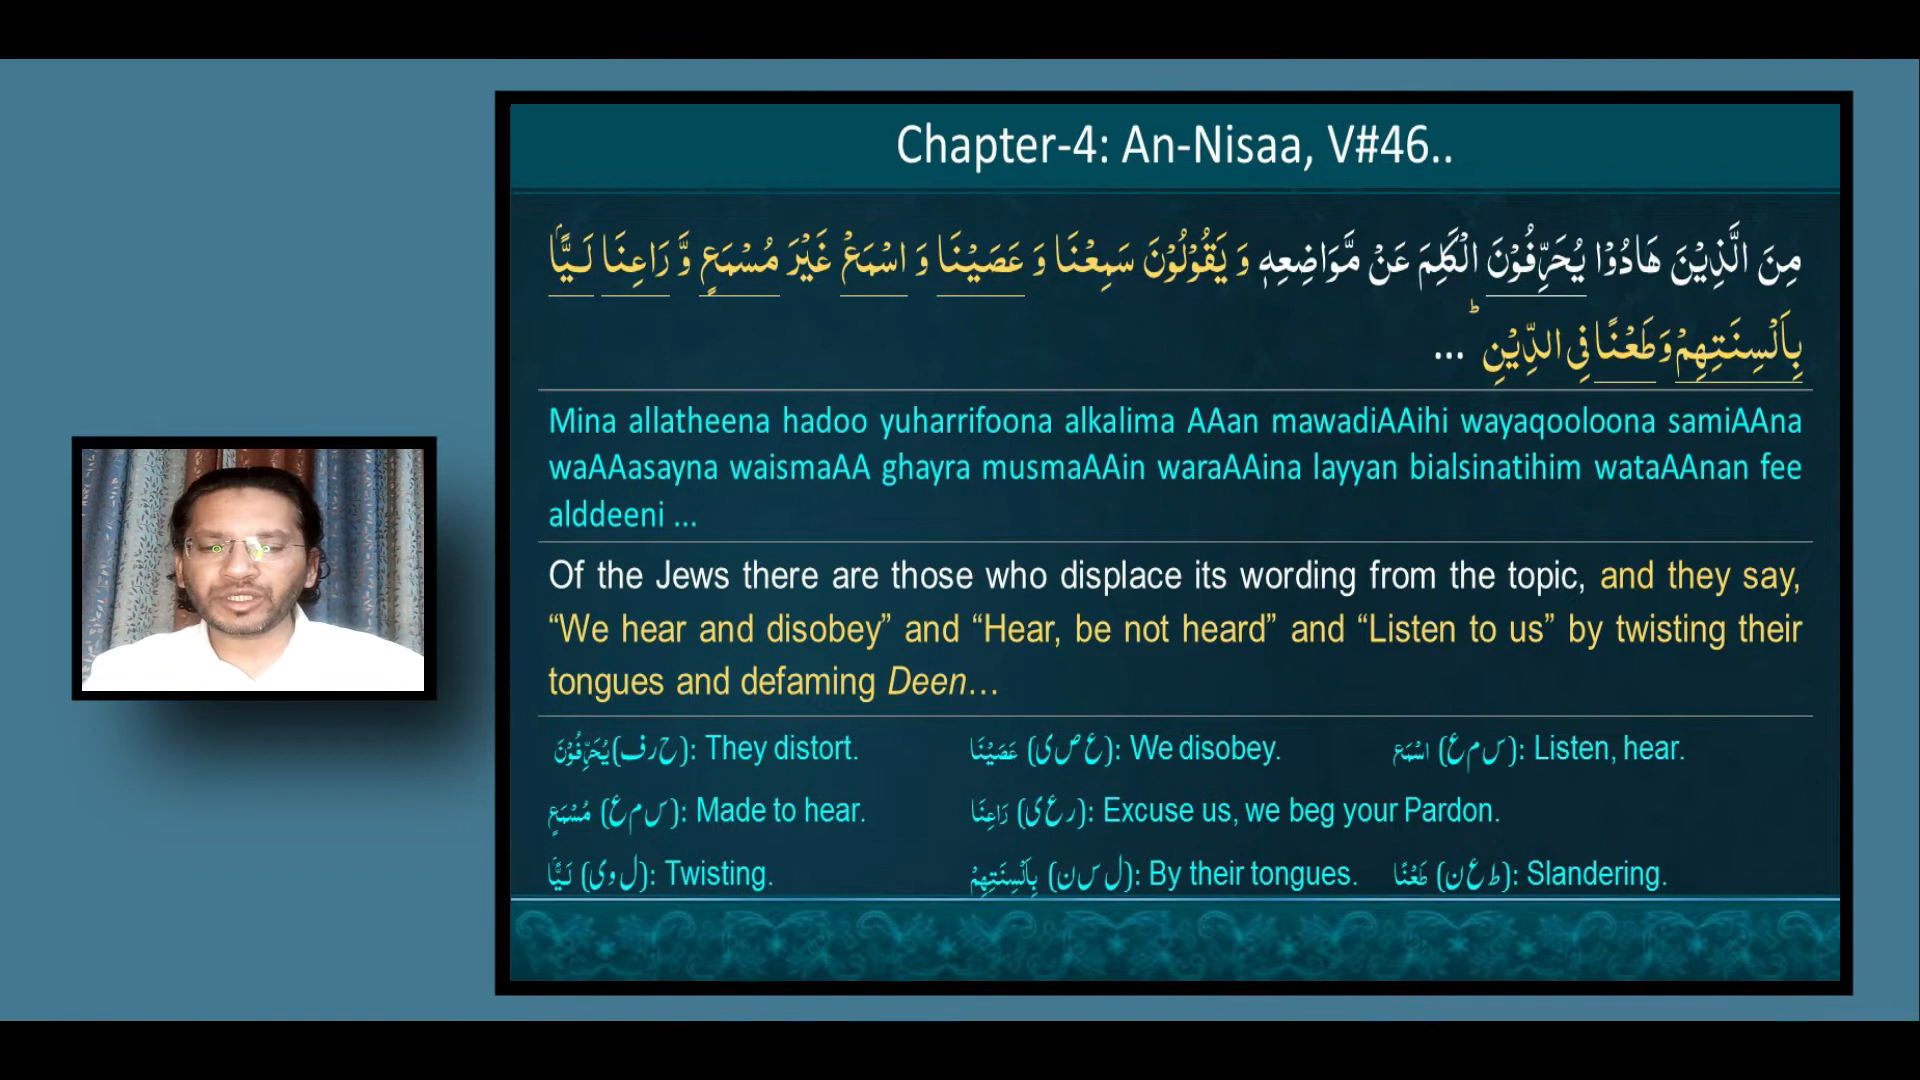 Chapter-4: An-Nisaa, V#46..
مِنَ الَّذِيْنَ هَادُوْا يُحَرِّفُوْنَ الْكَلِمَ عَنْ مَّوَاضِعِهٖ وَ يَقُوْلُوْنَ سَمِعْنَا وَ عَصَيْنَا وَ اسْمَعْ غَيْرَ مُسْمَعٍ وَّ رَاعِنَا لَـيًّۢا
بِاَلْسِنَتِهِمْ وَ طَعْنًا فِى الدِّيْنِ ؕ ...
Mina allatheena hadoo yuharrifoona alkalima AAan mawadiAAihi wayaqooloona samiAAna
waAAasayna waismaAA ghayra musmaAAin waraAAina layyan bialsinatihim wataAAnan fee
alddeeni ...
Of the Jews there are those who displace its wording from the topic, and they say,
“We hear and disobey” and “Hear, be not heard” and “Listen to us” by twisting their
tongues and defaming Deen…
يُحَرِّفُوْنَ (ح ر ف): They distort. عَصَيْنَا (ع ص ى): We disobey. اسْمَع (س م ع): Listen, hear.
مُسْمَعٍ (س م ع): Made to hear. رَاعِنَا (ر ع ى): Excuse us, we beg your Pardon.
لَـيًّۢا (ل و ى): Twisting. بِاَلْسِنَتِهِمْ (ل س ن): By their tongues. طَعْنًا (ط ع ن): Slandering.